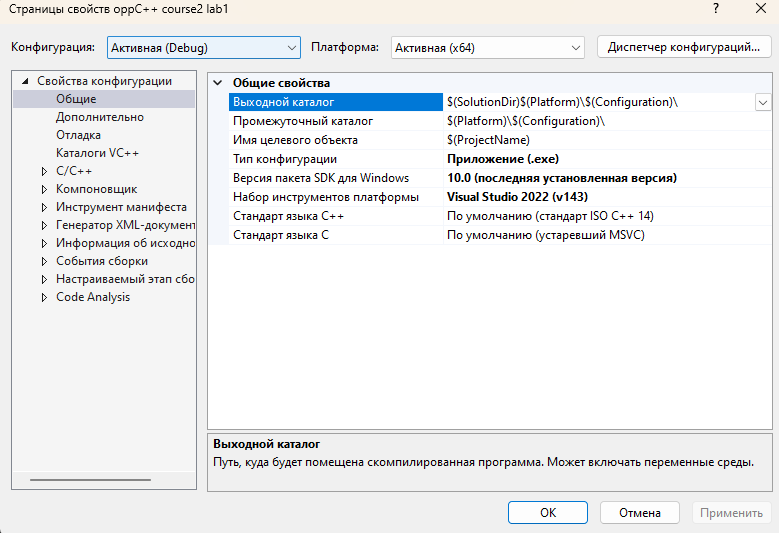 Страницы свойств oppC++ course2 lab1
?
Конфигурация: Активная (Debug) Платформа: Активная (x64) Диспетчер конфигураций...
Свойства конфигурации
Общие
Дополнительно
Отладка
Каталоги VC++
C/C++
Компоновщик
Инструмент манифеста
Генератор XML-документ
Информация об исходно
События сборки
Настраиваемый этап сбо
Code Analysis
Общие свойства
Выходной каталог $(SolutionDir)$(Platform)\$(Configuration)\
Промежуточный каталог $(Platform)\$(Configuration)\
Имя целевого объекта $(ProjectName)
Тип конфигурации Приложение (.exe)
Версия пакета SDK для Windows 10.0 (последняя установленная версия)
Набор инструментов платформы Visual Studio 2022 (v143)
Стандарт языка C++ По умолчанию (стандарт ISO C++ 14)
Стандарт языка C По умолчанию (устаревший MSVC)
Выходной каталог
Путь, куда будет помещена скомпилированная программа. Может включать переменные среды.
ОК Отмена Применить